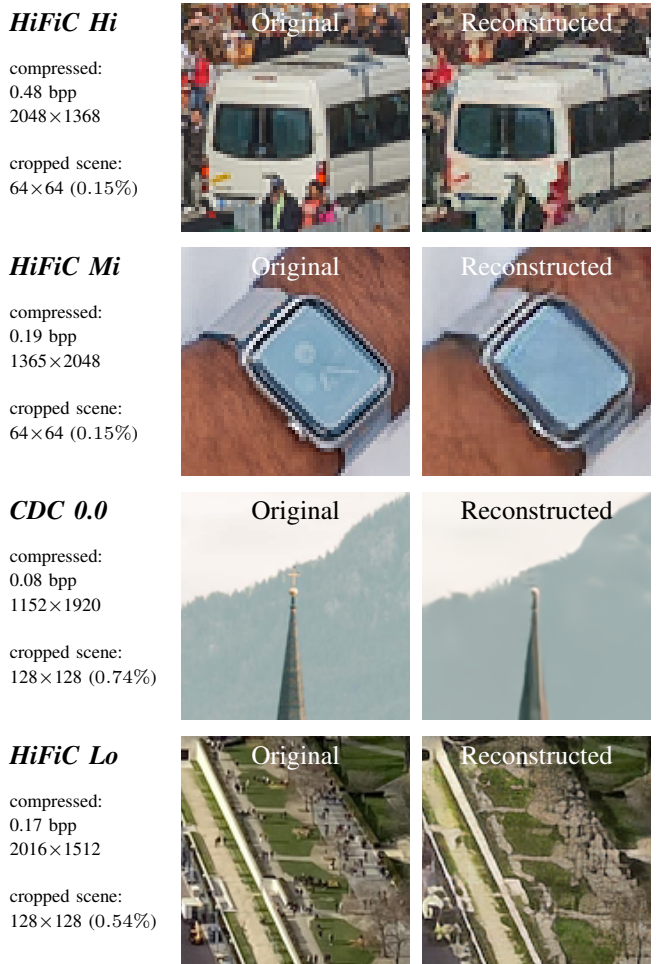 HiFiC Hi
compressed:
0.48 bpp
2048×1368
cropped scene:
64×64 (0.15%)
Original
Reconstructed
HiFiC Mi
compressed:
0.19 bpp
1365×2048
cropped scene:
64×64 (0.15%)
Original
Reconstructed
CDC 0.0
compressed:
0.08 bpp
1152×1920
cropped scene:
128×128 (0.74%)
Original
Reconstructed
HiFiC Lo
compressed:
0.17 bpp
2016×1512
cropped scene:
128×128 (0.54%)
Original
Reconstructed